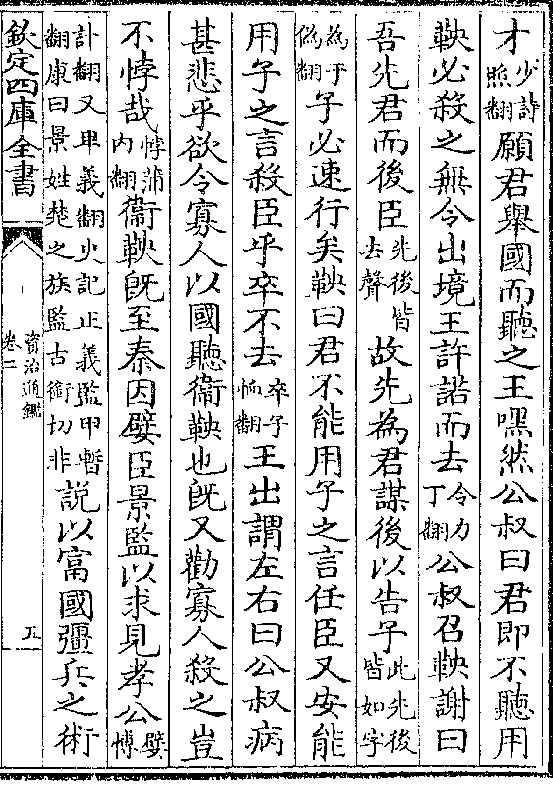 才少詩照翻願君舉國而聽之王嘿然公叔曰君即不聽用
鞅必殺之無令出境王許諾而去令力丁翻公叔召鞅謝曰
吾先君而後臣先後皆去聲故先為君謀後以告子此先後皆如字
為于偽翻子必速行矣鞅曰君不能用子之言任臣又安能
用子之言殺臣乎卒不去卒子恤翻王出謂左右曰公叔病
甚悲乎欲令寡人以國聽衛鞅也既又勸寡人殺之豈
不悖哉悖蒲內翻衛鞅既至秦因嬖臣景監以求見孝公嬖博
計翻又卑義翻史記正義監甲暫翻康曰景姓楚之族監古銜切非說以富國彊兵之術
欽定四庫全書
資治通鑑
卷二
五